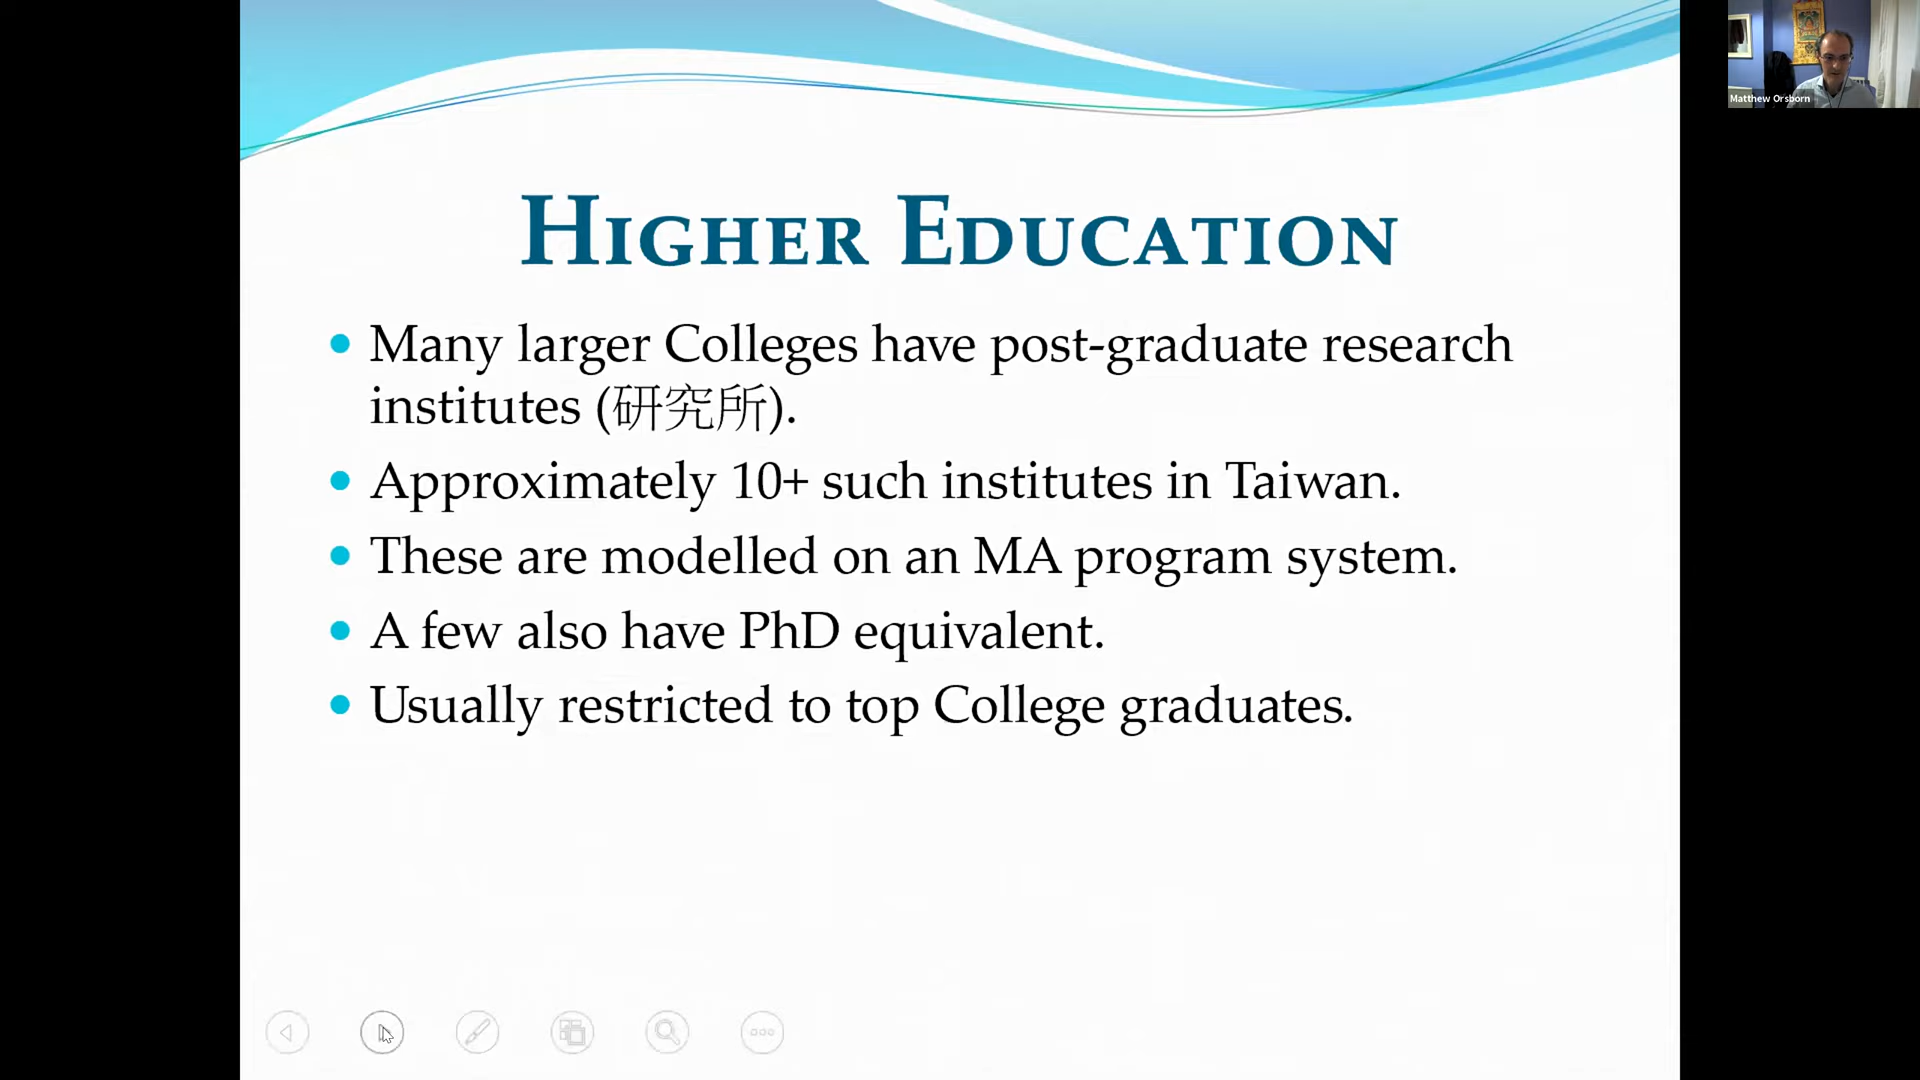 Matthew Orsborn
Higher Education
Many larger Colleges have post-graduate research
institutes (研究所).
Approximately 10+ such institutes in Taiwan.
These are modelled on an MA program system.
A few also have PhD equivalent.
Usually restricted to top College graduates.